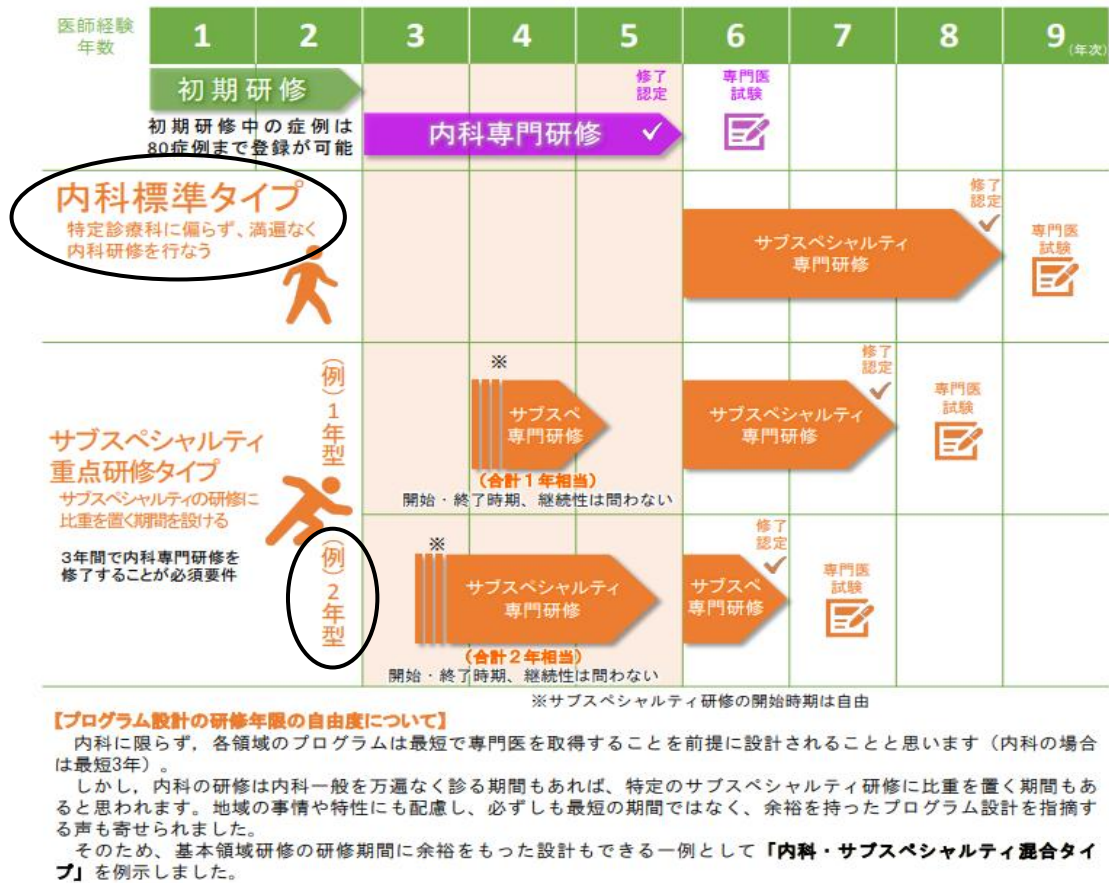 医師経験
年数
1
2
3
4
5
6
7
8
9(年次)
初期研修
初期研修中の症例は
80症例まで登録が可能
内科専門研修
修了
認定
専門医
試験
内科標準タイプ
特定診療科に偏らず、満遍なく
内科研修を行なう
サブスペシャルティ
専門研修
修了
認定
専門医
試験
サブスペシャルティ
重点研修タイプ
サブスペシャルティの研修に
比重を置く期間を設ける
3年間で内科専門研修を
修了することが必須要件
(例)1年型
※
サブスペ
専門研修
(合計1年相当)
開始・終了時期、継続性は問わない
サブスペシャルティ
専門研修
修了
認定
専門医
試験
(例)2年型
※
サブスペシャルティ
専門研修
(合計2年相当)
開始・終了時期、継続性は問わない
サブスペ
専門研修
修了
認定
専門医
試験
※サブスペシャルティ研修の開始時期は自由
【プログラム設計の研修年限の自由度について】
内科に限らず，各領域のプログラムは最短で専門医を取得することを前提に設計されることと思います（内科の場合
は最短3年）。
しかし，内科の研修は内科一般を万遍なく診る期間もあれば、特定のサブスペシャルティ研修に比重を置く期間もあ
ると思われます。地域の事情や特性にも配慮し、必ずしも最短の期間ではなく、余裕を持ったプログラム設計を指摘す
る声も寄せられました。
そのため、基本領域研修の研修期間に余裕をもった設計もできる一例として「内科・サブスペシャルティ混合タイ
プ」を例示しました。